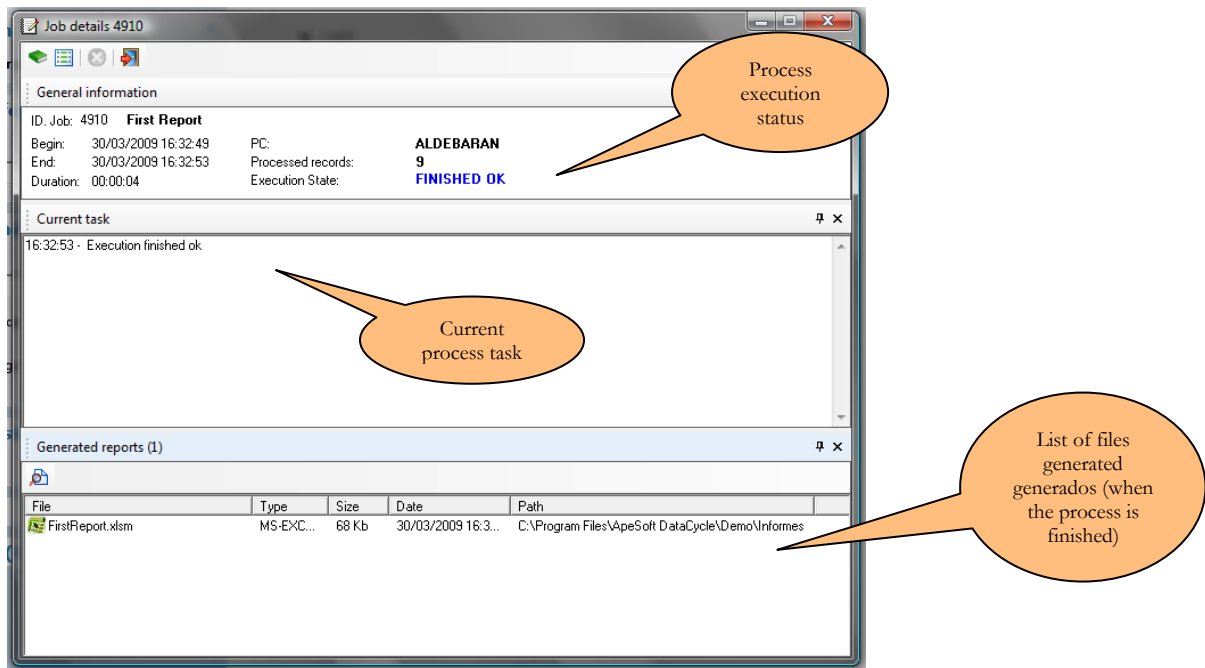 Job details 4910
General information
ID. Job: 4910 First Report
Begin: 30/03/2009 16:32:49 PC: ALDEBARAN
End: 30/03/2009 16:32:53 Processed records: 9
Duration: 00:00:04 Execution State: FINISHED OK
Process
execution
status
Current task
16:32:53 - Execution finished ok
Current
process task
Generated reports (1)
File Type Size Date Path
FirstReport.xlsm MS-EXC... 68 Kb 30/03/2009 16:3... C:\Program Files\ApeSoft DataCycle\Demo\Informes
List of files
generated
generados (when
the process is
finished)